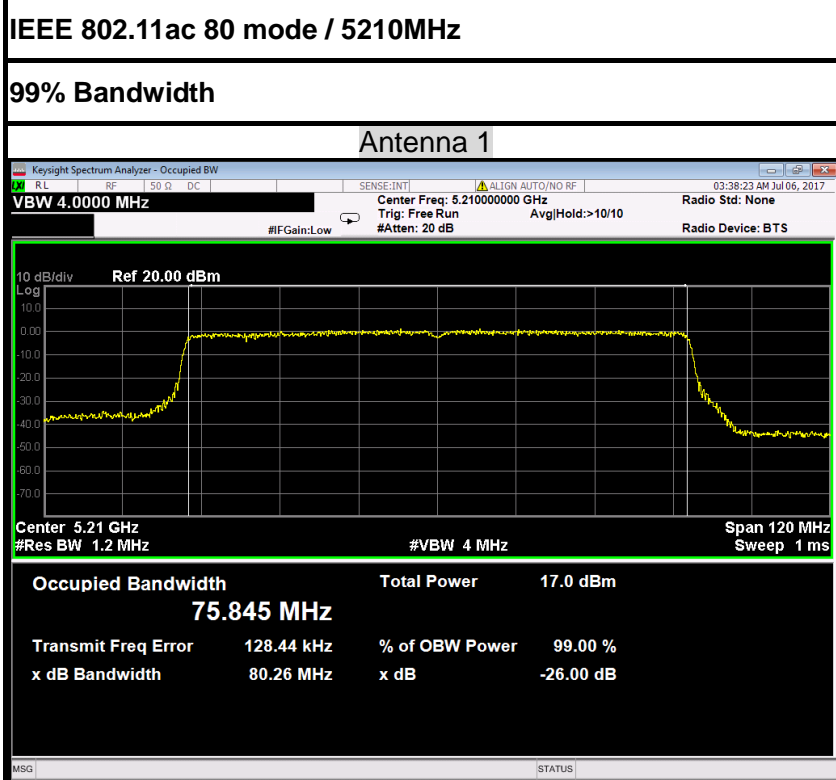 IEEE 802.11ac 80 mode / 5210MHz
99% Bandwidth
Antenna 1
Keysight Spectrum Analyzer - Occupied BW
LXI RL RF 50 Ω DC SENSE:INT ALIGN AUTO/NO RF 03:38:23 AM Jul 06, 2017
VBW 4.0000 MHz Center Freq: 5.210000000 GHz Radio Std: None
Trig: Free Run Avg|Hold:>10/10
#IFGain:Low #Atten: 20 dB Radio Device: BTS
10 dB/div Ref 20.00 dBm
Log
10.0
0.00
-10.0
-20.0
-30.0
-40.0
-50.0
-60.0
-70.0
Center 5.21 GHz Span 120 MHz
#Res BW 1.2 MHz #VBW 4 MHz Sweep 1 ms
Occupied Bandwidth Total Power 17.0 dBm
75.845 MHz
Transmit Freq Error 128.44 kHz % of OBW Power 99.00 %
x dB Bandwidth 80.26 MHz x dB -26.00 dB
MSG STATUS